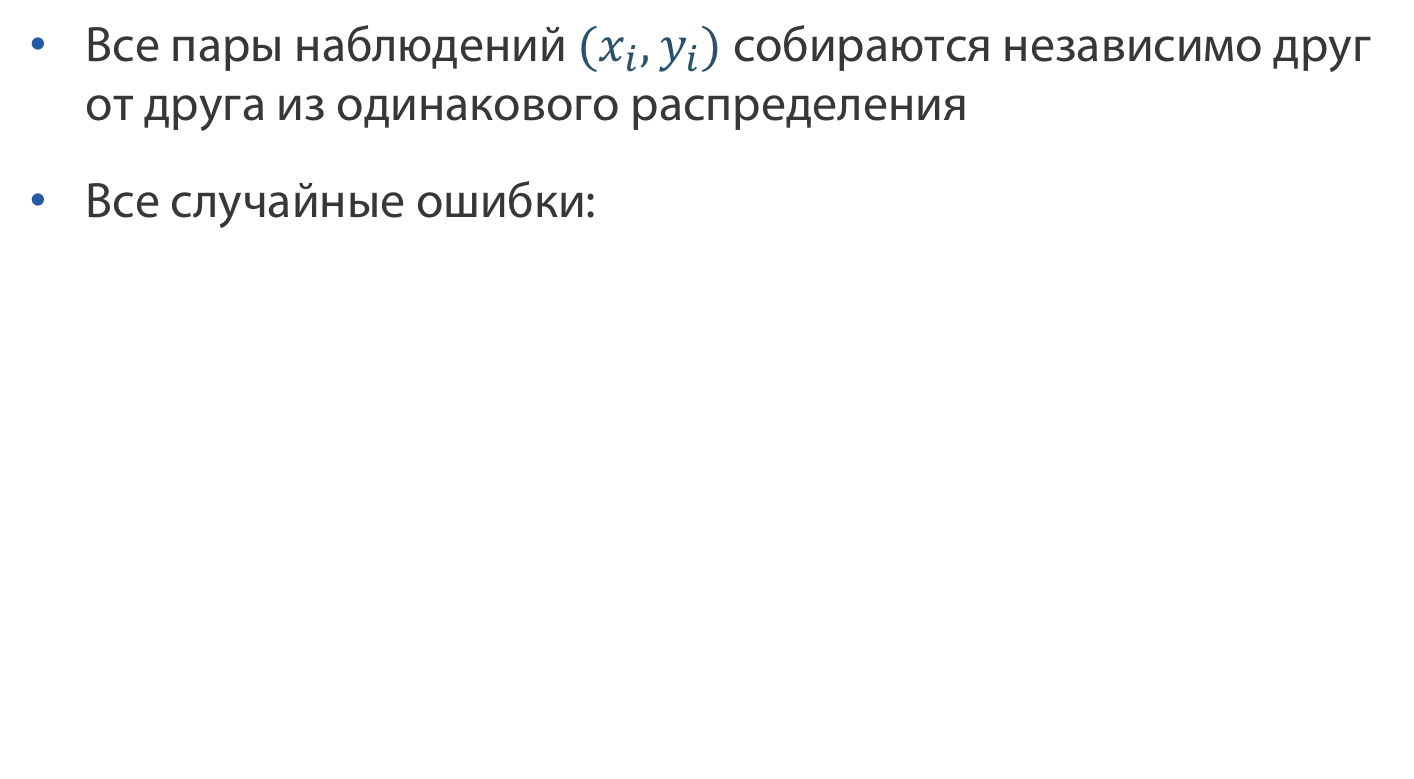 • Все пары наблюдений (xᵢ, yᵢ) собираются независимо друг
от друга из одинакового распределения
• Все случайные ошибки: